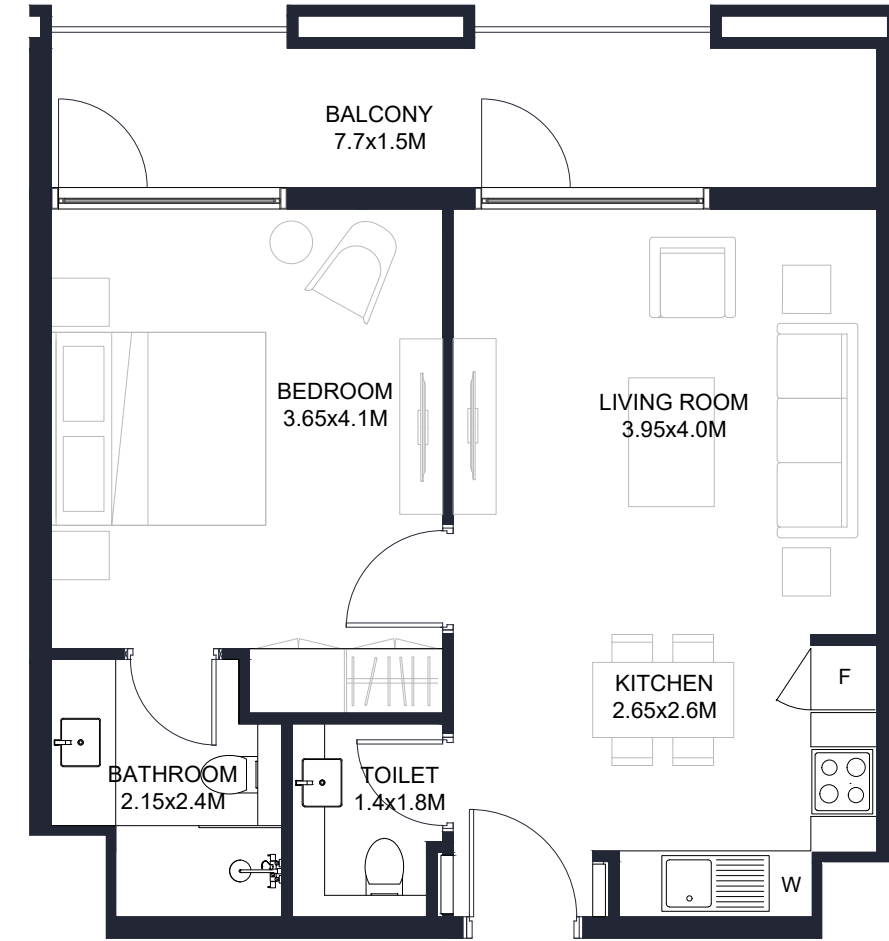 BALCONY
7.7x1.5M
BEDROOM
3.65x4.1M
LIVING ROOM
3.95x4.0M
KITCHEN
2.65x2.6M
F
BATHROOM
2.15x2.4M
TOILET
1.4x1.8M
W